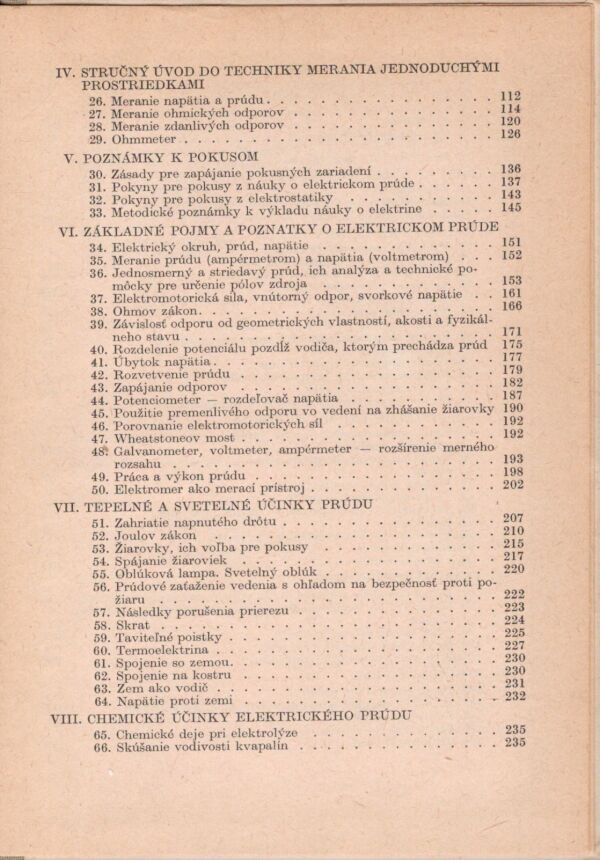 IV. STRUČNÝ ÚVOD DO TECHNIKY MERANIA JEDNODUCHÝMI
PROSTRIEDKAMI
26. Meranie napätia a prúdu . . . . . . . . . . . . . . . . 112
27. Meranie ohmických odporov . . . . . . . . . . . . . . . 114
28. Meranie zdanlivých odporov . . . . . . . . . . . . . . . 120
29. Ohmmeter . . . . . . . . . . . . . . . . . . . . . . 126
V. POZNÁMKY K POKUSOM
30. Zásady pre zapájanie pokusných zariadení . . . . . . . . . 136
31. Pokyny pre pokusy z náuky o elektrickom prúde . . . . . . 137
32. Pokyny pre pokusy z elektrostatiky . . . . . . . . . . . 143
33. Metodické poznámky k výkladu náuky o elektrine . . . . . 145
VI. ZÁKLADNÉ POJMY A POZNATKY O ELEKTRICKOM PRÚDE
34. Elektrický okruh, prúd, napätie . . . . . . . . . . . . . 151
35. Meranie prúdu (ampérmetrom) a napätia (voltmetrom) . . . 152
36. Jednosmerný a striedavý prúd, ich analýza a technické po-
môcky pre určenie pólov zdroja . . . . . . . . . . . . 153
37. Elektromotorická sila, vnútorný odpor, svorkové napätie . . 161
38. Ohmov zákon . . . . . . . . . . . . . . . . . . . . . 166
39. Závislosť odporu od geometrických vlastností, akosti a fyzikál-
neho stavu . . . . . . . . . . . . . . . . . . . . . 171
40. Rozdelenie potenciálu pozdĺž vodiča, ktorým prechádza prúd 175
41. Úbytok napätia . . . . . . . . . . . . . . . . . . . . 177
42. Rozvetvenie prúdu . . . . . . . . . . . . . . . . . . . 179
43. Zapájanie odporov . . . . . . . . . . . . . . . . . . . 182
44. Potenciometer — rozdeľovač napätia . . . . . . . . . . . 187
45. Použitie premenlivého odporu vo vedení na zhášanie žiarovky 190
46. Porovnanie elektromotorických síl . . . . . . . . . . . . 192
47. Wheatstoneov most . . . . . . . . . . . . . . . . . . . 192
48. Galvanometer, voltmeter, ampérmeter — rozšírenie merného
rozsahu . . . . . . . . . . . . . . . . . . . . . . 193
49. Práca a výkon prúdu . . . . . . . . . . . . . . . . . . 198
50. Elektromer ako merací prístroj . . . . . . . . . . . . . 202
VII. TEPELNÉ A SVETELNÉ ÚČINKY PRÚDU
51. Zahriatie napnutého drôtu . . . . . . . . . . . . . . . . 207
52. Joulov zákon . . . . . . . . . . . . . . . . . . . . . 210
53. Žiarovky, ich voľba pre pokusy . . . . . . . . . . . . . 215
54. Spájanie žiaroviek . . . . . . . . . . . . . . . . . . . 217
55. Oblúková lampa. Svetelný oblúk . . . . . . . . . . . . . 220
56. Prúdové zaťaženie vedenia s ohľadom na bezpečnosť proti po-
žiaru . . . . . . . . . . . . . . . . . . . . . . . 222
57. Následky porušenia prierezu . . . . . . . . . . . . . . . 223
58. Skrat . . . . . . . . . . . . . . . . . . . . . . . . 224
59. Taviteľné poistky . . . . . . . . . . . . . . . . . . . 225
60. Termoelektrina . . . . . . . . . . . . . . . . . . . . 227
61. Spojenie so zemou . . . . . . . . . . . . . . . . . . . 230
62. Spojenie na kostru . . . . . . . . . . . . . . . . . . 230
63. Zem ako vodič . . . . . . . . . . . . . . . . . . . . 231
64. Napätie proti zemi . . . . . . . . . . . . . . . . . . 232
VIII. CHEMICKÉ ÚČINKY ELEKTRICKÉHO PRÚDU
65. Chemické deje pri elektrolýze . . . . . . . . . . . . . . 235
66. Skúšanie vodivosti kvapalín . . . . . . . . . . . . . . . 235